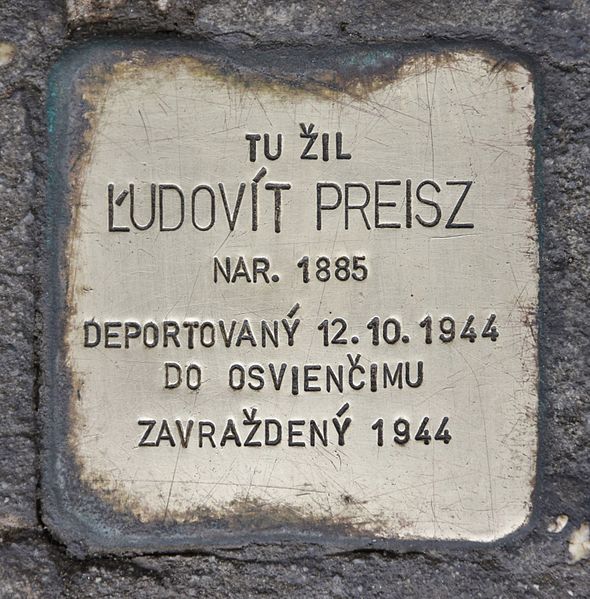 TU ŽIL
ĽUDOVÍT PREISZ
NAR. 1885
DEPORTOVANÝ 12.10.1944
DO OSVIENČIMU
ZAVRAŽDENÝ 1944